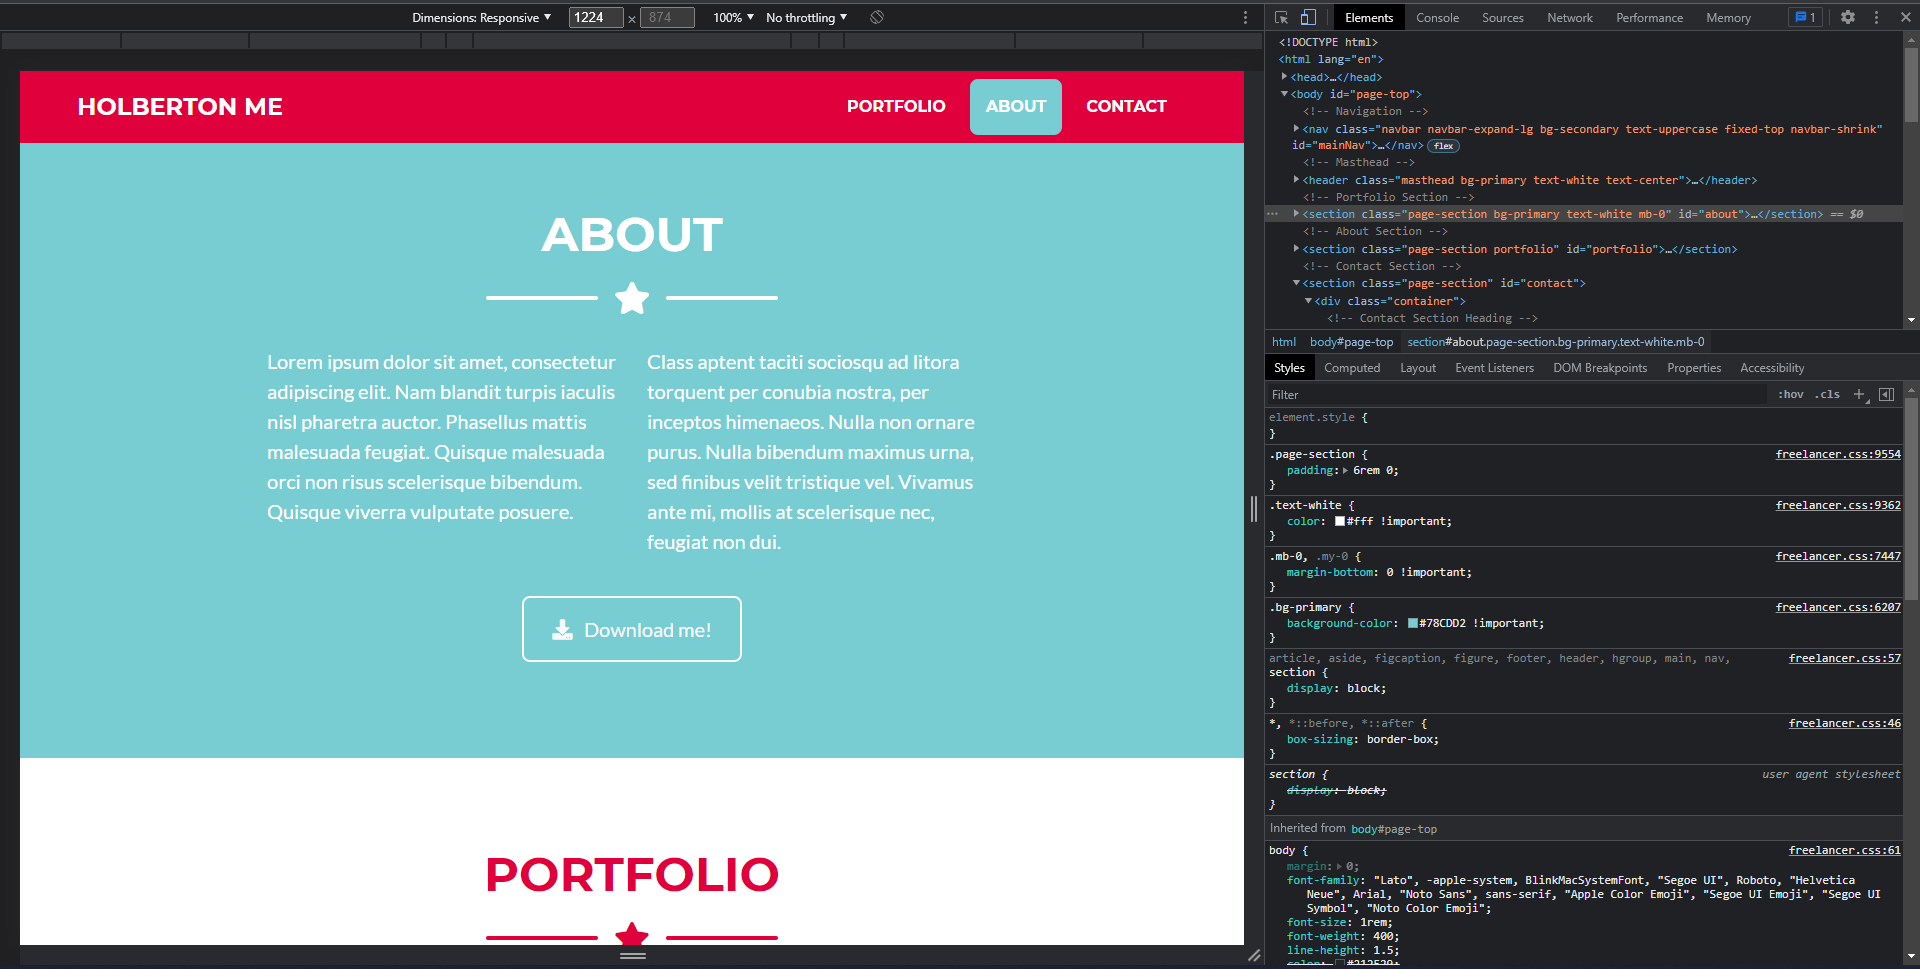 Dimensions: Responsive ▼ 1224 × 874 100% ▼ No throttling ▼
HOLBERTON ME
PORTFOLIO ABOUT CONTACT
ABOUT
Lorem ipsum dolor sit amet, consectetur
adipiscing elit. Nam blandit turpis iaculis
nisl pharetra auctor. Phasellus mattis
malesuada feugiat. Quisque malesuada
orci non risus scelerisque bibendum.
Quisque viverra vulputate posuere.
Class aptent taciti sociosqu ad litora
torquent per conubia nostra, per
inceptos himenaeos. Nulla non ornare
purus. Nulla bibendum maximus urna,
sed finibus velit tristique vel. Vivamus
ante mi, mollis at scelerisque nec,
feugiat non dui.
Download me!
PORTFOLIO
Elements Console Sources Network Performance Memory 1
<!DOCTYPE html>
<html lang="en">
<head>…</head>
<body id="page-top">
<!-- Navigation -->
<nav class="navbar navbar-expand-lg bg-secondary text-uppercase fixed-top navbar-shrink"
id="mainNav">…</nav> flex
<!-- Masthead -->
<header class="masthead bg-primary text-white text-center">…</header>
<!-- Portfolio Section -->
<section class="page-section bg-primary text-white mb-0" id="about">…</section> == $0
<!-- About Section -->
<section class="page-section portfolio" id="portfolio">…</section>
<!-- Contact Section -->
<section class="page-section" id="contact">
<div class="container">
<!-- Contact Section Heading -->
html body#page-top section#about.page-section.bg-primary.text-white.mb-0
Styles Computed Layout Event Listeners DOM Breakpoints Properties Accessibility
Filter :hov .cls +
element.style {
}
.page-section { freelancer.css:9554
padding: 6rem 0;
}
.text-white { freelancer.css:9362
color: #fff !important;
}
.mb-0, .my-0 { freelancer.css:7447
margin-bottom: 0 !important;
}
.bg-primary { freelancer.css:6207
background-color: #78CDD2 !important;
}
article, aside, figcaption, figure, footer, header, hgroup, main, nav, freelancer.css:57
section {
display: block;
}
*, *::before, *::after { freelancer.css:46
box-sizing: border-box;
}
section { user agent stylesheet
display: block;
}
Inherited from body#page-top
body { freelancer.css:61
margin: 0;
font-family: "Lato", -apple-system, BlinkMacSystemFont, "Segoe UI", Roboto, "Helvetica
Neue", Arial, "Noto Sans", sans-serif, "Apple Color Emoji", "Segoe UI Emoji", "Segoe UI
Symbol", "Noto Color Emoji";
font-size: 1rem;
font-weight: 400;
line-height: 1.5;
color: #212529;